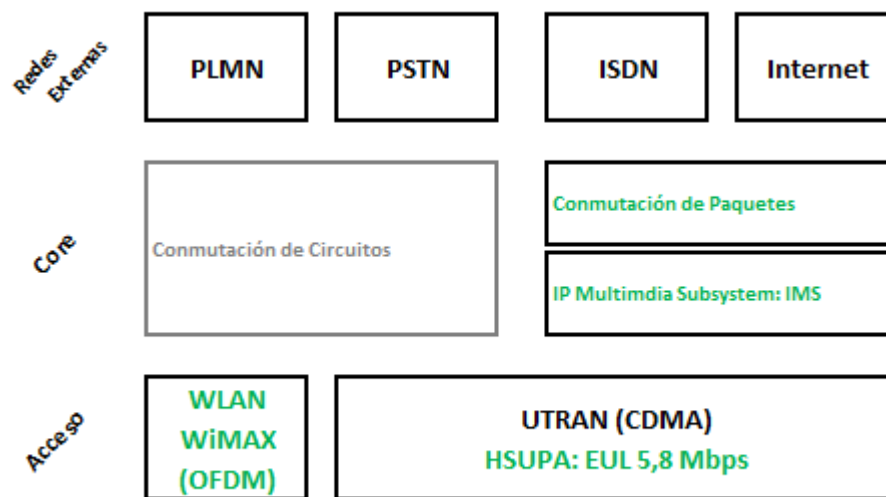 Redes
Externas
PLMN
PSTN
ISDN
Internet
Core
Conmutación de Circuitos
Conmutación de Paquetes
IP Multimdia Subsystem: IMS
Acceso
WLAN
WiMAX
(OFDM)
UTRAN (CDMA)
HSUPA: EUL 5,8 Mbps